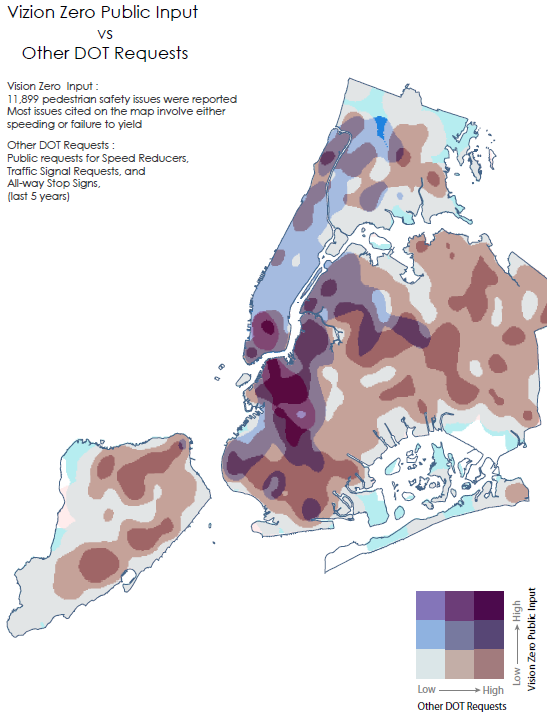 Vizion Zero Public Input
vs
Other DOT Requests
Vision Zero Input :
11,899 pedestrian safety issues were reported
Most issues cited on the map involve either
speeding or failure to yield
Other DOT Requests :
Public requests for Speed Reducers,
Traffic Signal Requests, and
All-way Stop Signs,
(last 5 years)
Low → High
Vision Zero Public Input
Low → High
Other DOT Requests